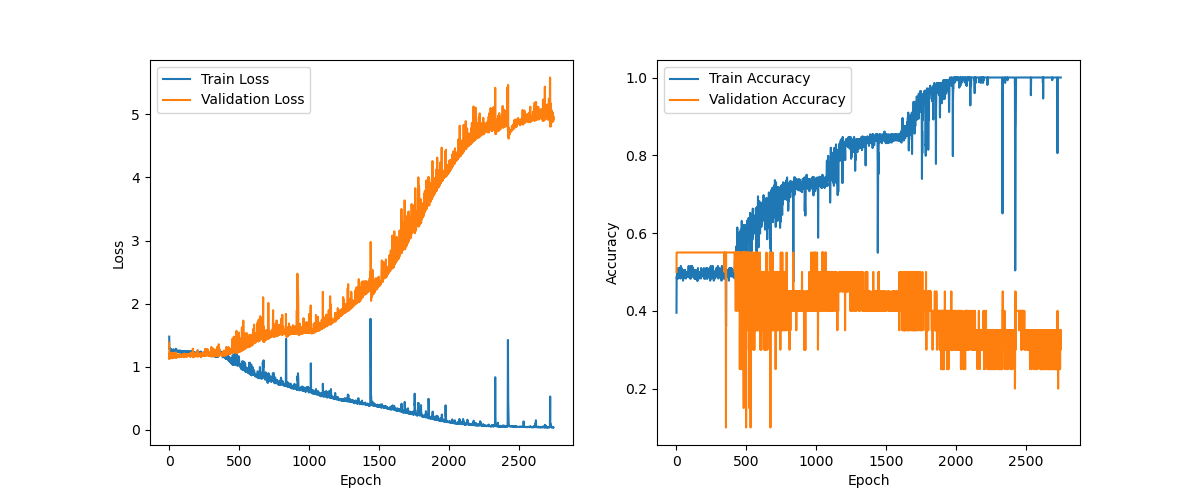 Train Loss
Validation Loss
5
4
3
2
1
0
Loss
0 500 1000 1500 2000 2500
Epoch
Train Accuracy
Validation Accuracy
1.0
0.8
0.6
0.4
0.2
Accuracy
0 500 1000 1500 2000 2500
Epoch